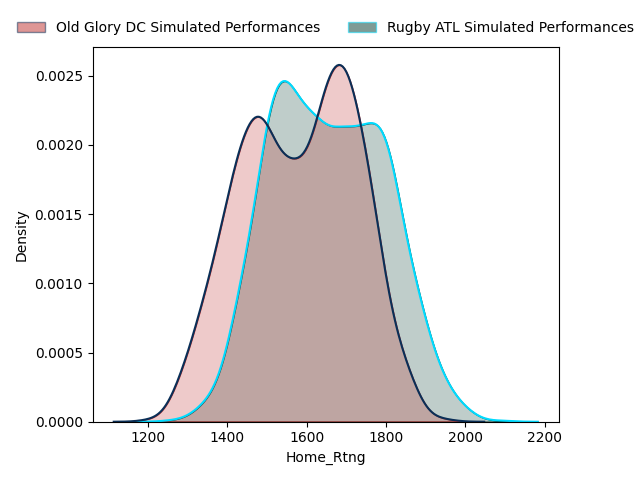 Old Glory DC Simulated Performances
Rugby ATL Simulated Performances
0.0025
0.0020
0.0015
0.0010
0.0005
0.0000
Density
1200 1400 1600 1800 2000 2200
Home_Rtng